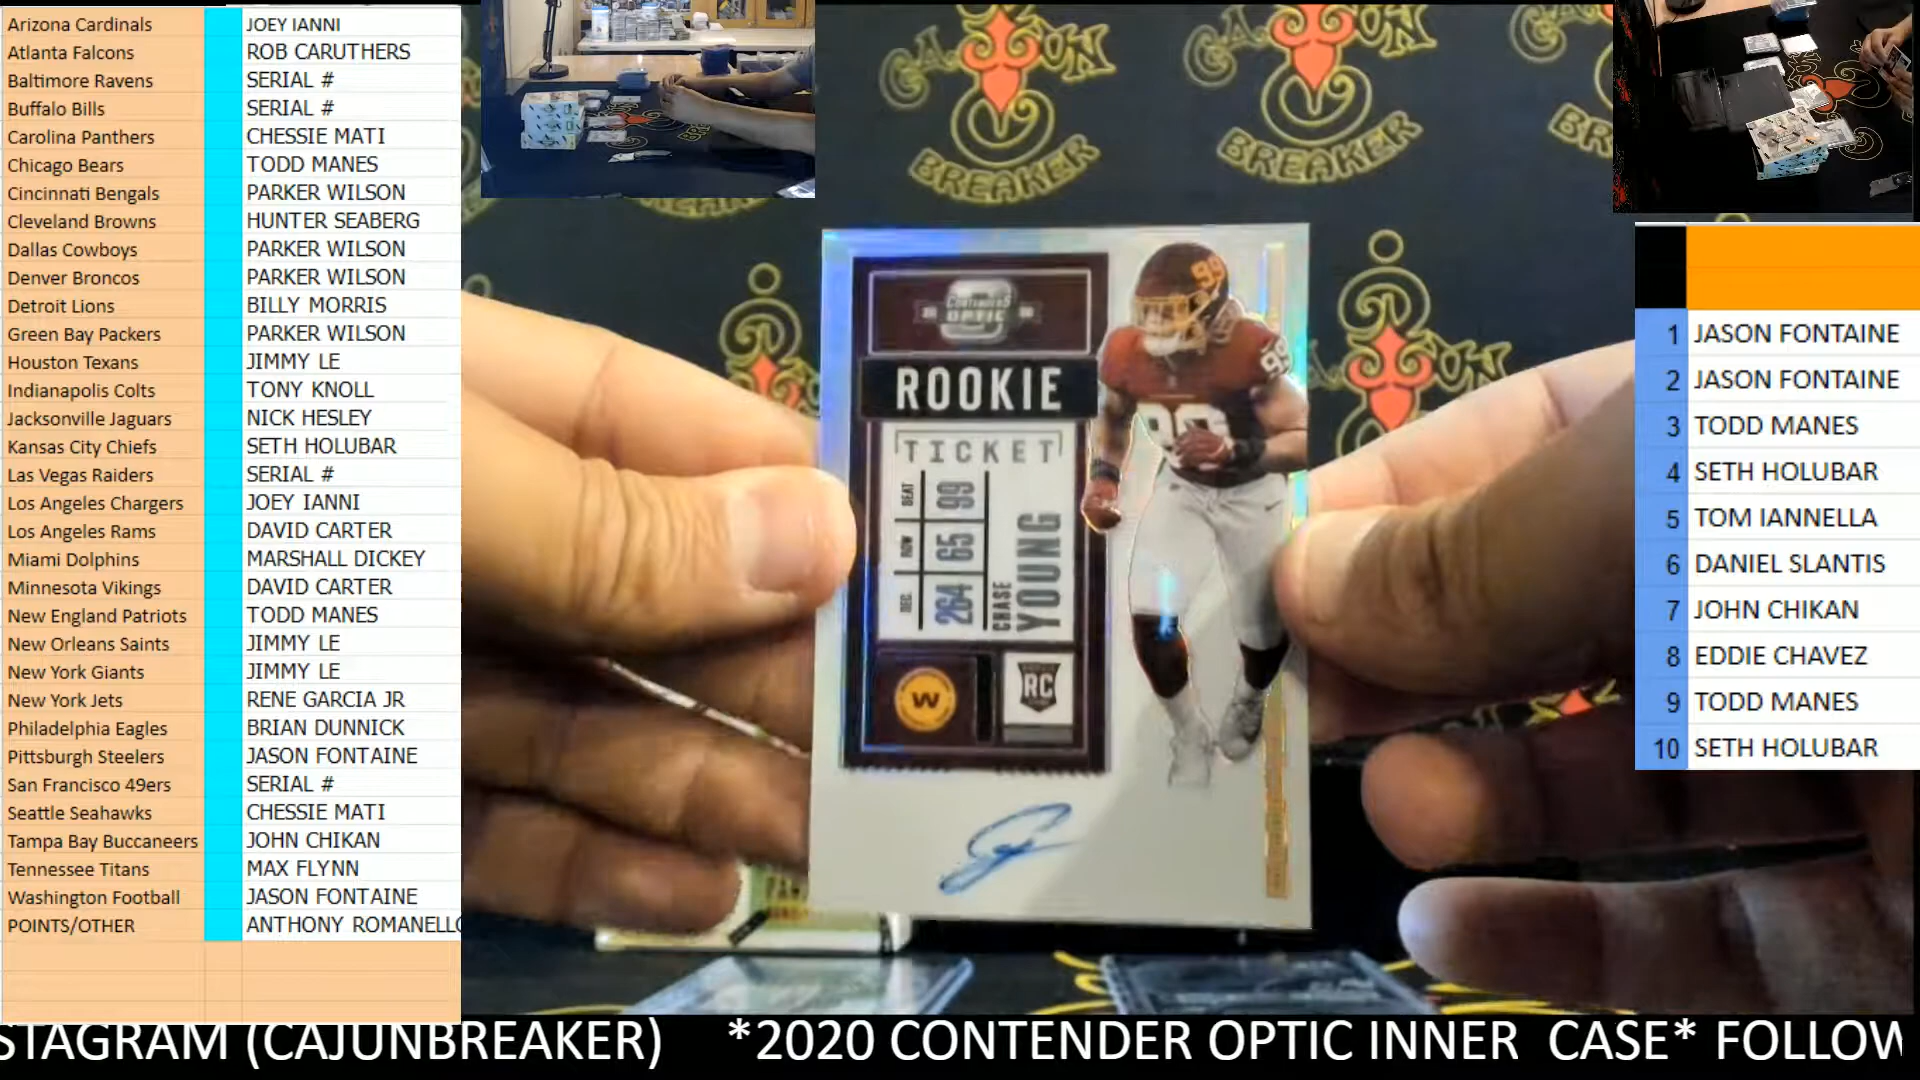 Arizona Cardinals JOEY IANNI
Atlanta Falcons ROB CARUTHERS
Baltimore Ravens SERIAL #
Buffalo Bills SERIAL #
Carolina Panthers CHESSIE MATI
Chicago Bears TODD MANES
Cincinnati Bengals PARKER WILSON
Cleveland Browns HUNTER SEABERG
Dallas Cowboys PARKER WILSON
Denver Broncos PARKER WILSON
Detroit Lions BILLY MORRIS
Green Bay Packers PARKER WILSON
Houston Texans JIMMY LE
Indianapolis Colts TONY KNOLL
Jacksonville Jaguars NICK HESLEY
Kansas City Chiefs SETH HOLUBAR
Las Vegas Raiders SERIAL #
Los Angeles Chargers JOEY IANNI
Los Angeles Rams DAVID CARTER
Miami Dolphins MARSHALL DICKEY
Minnesota Vikings DAVID CARTER
New England Patriots TODD MANES
New Orleans Saints JIMMY LE
New York Giants JIMMY LE
New York Jets RENE GARCIA JR
Philadelphia Eagles BRIAN DUNNICK
Pittsburgh Steelers JASON FONTAINE
San Francisco 49ers SERIAL #
Seattle Seahawks CHESSIE MATI
Tampa Bay Buccaneers JOHN CHIKAN
Tennessee Titans MAX FLYNN
Washington Football JASON FONTAINE
POINTS/OTHER ANTHONY ROMANELLO
BREAKER
BREAKER
CONTENDERS
OPTIC
ROOKIE
TICKET
SEAT 99
ROW 65
SEC. 264
CHASE
YOUNG
W
RC
99
99
99
1 JASON FONTAINE
2 JASON FONTAINE
3 TODD MANES
4 SETH HOLUBAR
5 TOM IANNELLA
6 DANIEL SLANTIS
7 JOHN CHIKAN
8 EDDIE CHAVEZ
9 TODD MANES
10 SETH HOLUBAR
STAGRAM (CAJUNBREAKER) *2020 CONTENDER OPTIC INNER CASE* FOLLOW